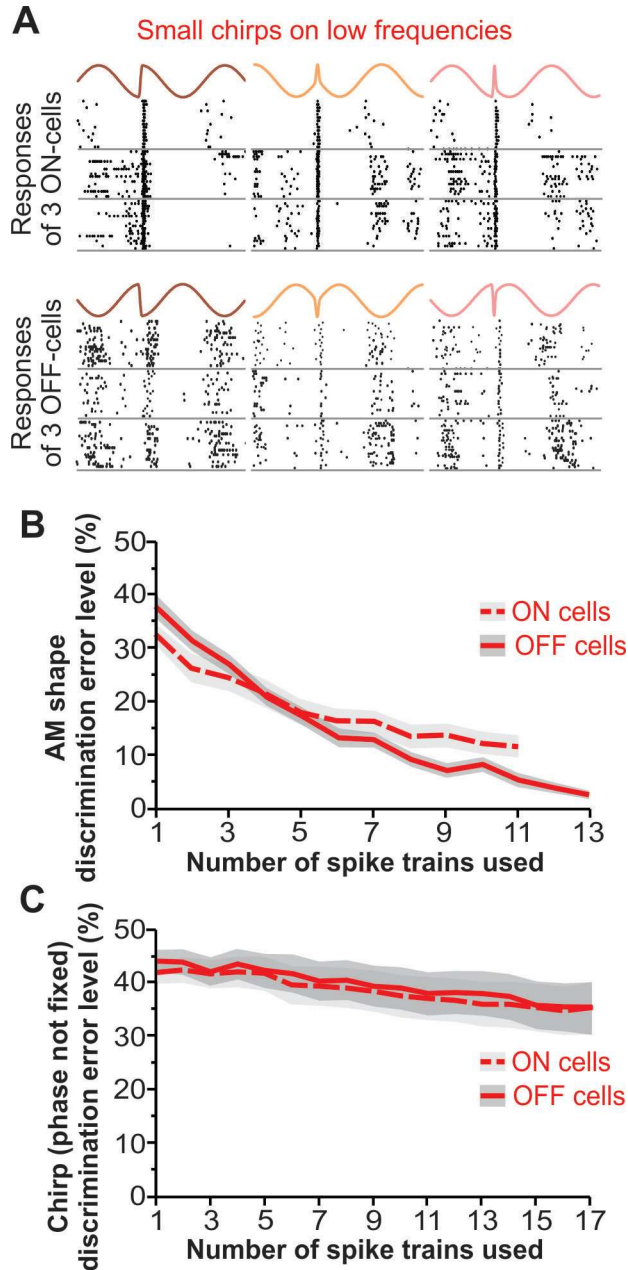 A
Small chirps on low frequencies
Responses
of 3 ON-cells
Responses
of 3 OFF-cells
B
AM shape
discrimination error level (%)
50
40
30
20
10
0
ON cells
OFF cells
1 3 5 7 9 11 13
Number of spike trains used
C
Chirp (phase not fixed)
discrimination error level (%)
50
40
30
20
10
0
ON cells
OFF cells
1 3 5 7 9 11 13 15 17
Number of spike trains used